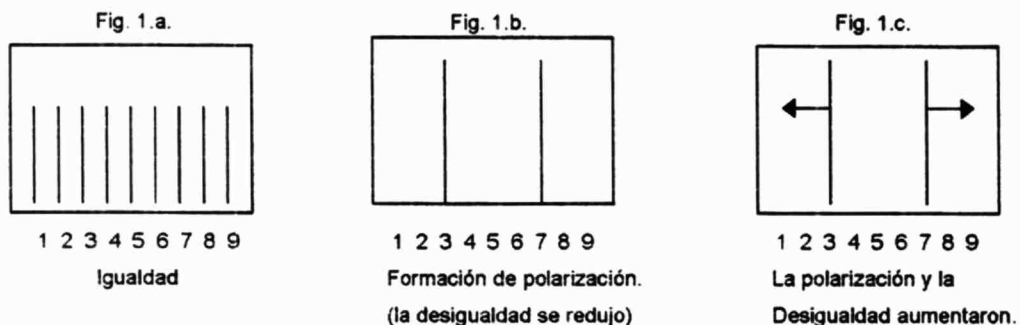 Fig. 1.a.
Fig. 1.b.
Fig. 1.c.
1 2 3 4 5 6 7 8 9
1 2 3 4 5 6 7 8 9
1 2 3 4 5 6 7 8 9
Igualdad
Formación de polarización.
La polarización y la
(la desigualdad se redujo)
Desigualdad aumentaron.